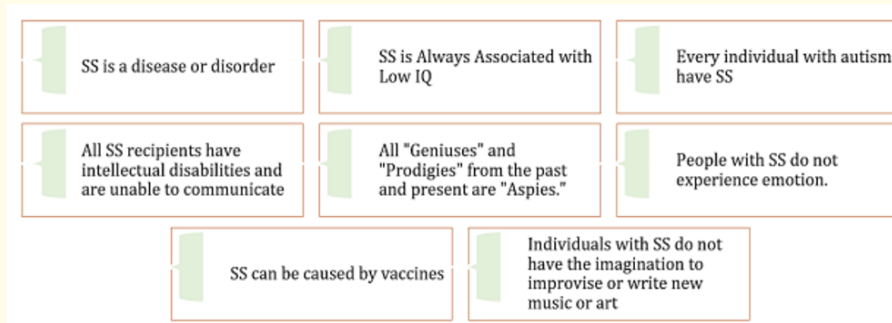 SS is a disease or disorder
SS is Always Associated with
Low IQ
Every individual with autism
have SS
All SS recipients have
intellectual disabilities and
are unable to communicate
All "Geniuses" and
"Prodigies" from the past
and present are "Aspies."
People with SS do not
experience emotion.
SS can be caused by vaccines
Individuals with SS do not
have the imagination to
improvise or write new
music or art